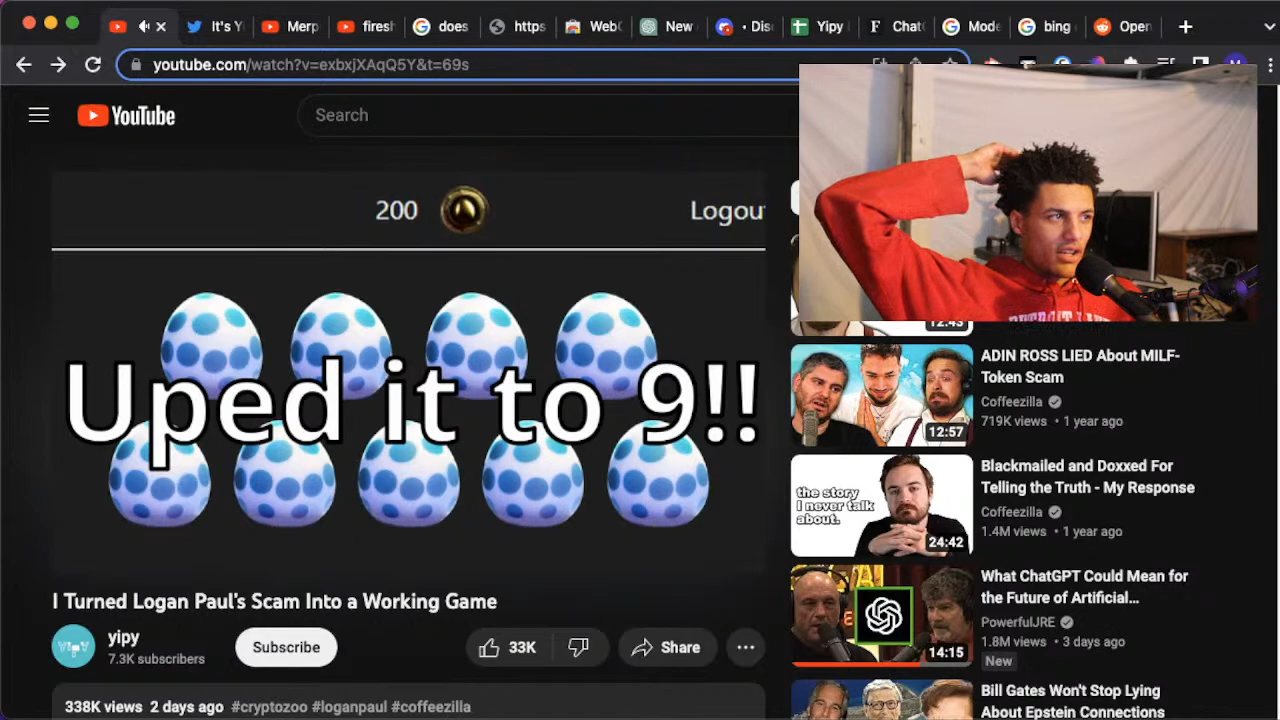 It's Y
Merp
firesh
does
https
WebC
New
• Disc
Yipy
ChatG
Mode
bing
Open
youtube.com/watch?v=exbxjXAqQ5Y&t=69s
YouTube
Search
200
Logout
Uped it to 9!!
12:43
ADIN ROSS LIED About MILF-
Token Scam
Coffeezilla
719K views • 1 year ago
12:57
Blackmailed and Doxxed For
Telling the Truth - My Response
Coffeezilla
1.4M views • 1 year ago
the story
I never talk
about.
24:42
What ChatGPT Could Mean for
the Future of Artificial...
PowerfulJRE
1.8M views • 3 days ago
New
14:15
Bill Gates Won't Stop Lying
About Epstein Connections
I Turned Logan Paul's Scam Into a Working Game
yipy
7.3K subscribers
Subscribe
33K
Share
338K views 2 days ago #cryptozoo #loganpaul #coffeezilla